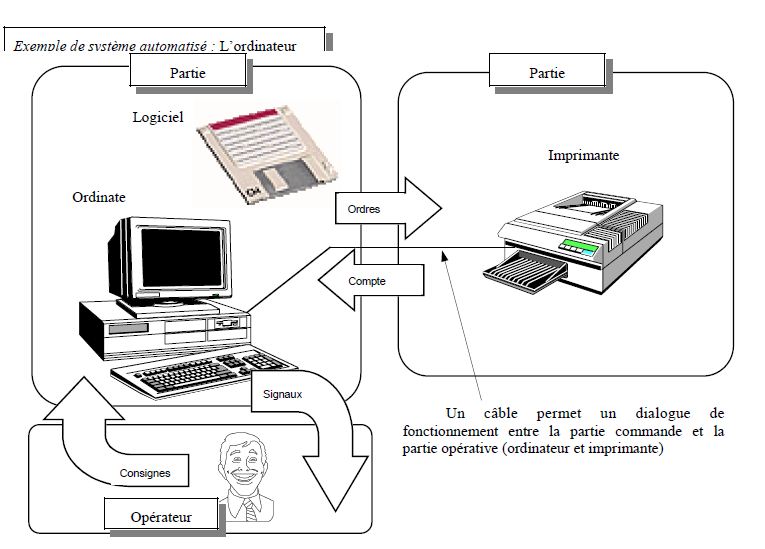 Exemple de système automatisé : L'ordinateur
Partie
Partie
Logiciel
Imprimante
Ordinate
Ordres
Compte
Signaux
Un câble permet un dialogue de
fonctionnement entre la partie commande et la
partie opérative (ordinateur et imprimante)
Consignes
Opérateur